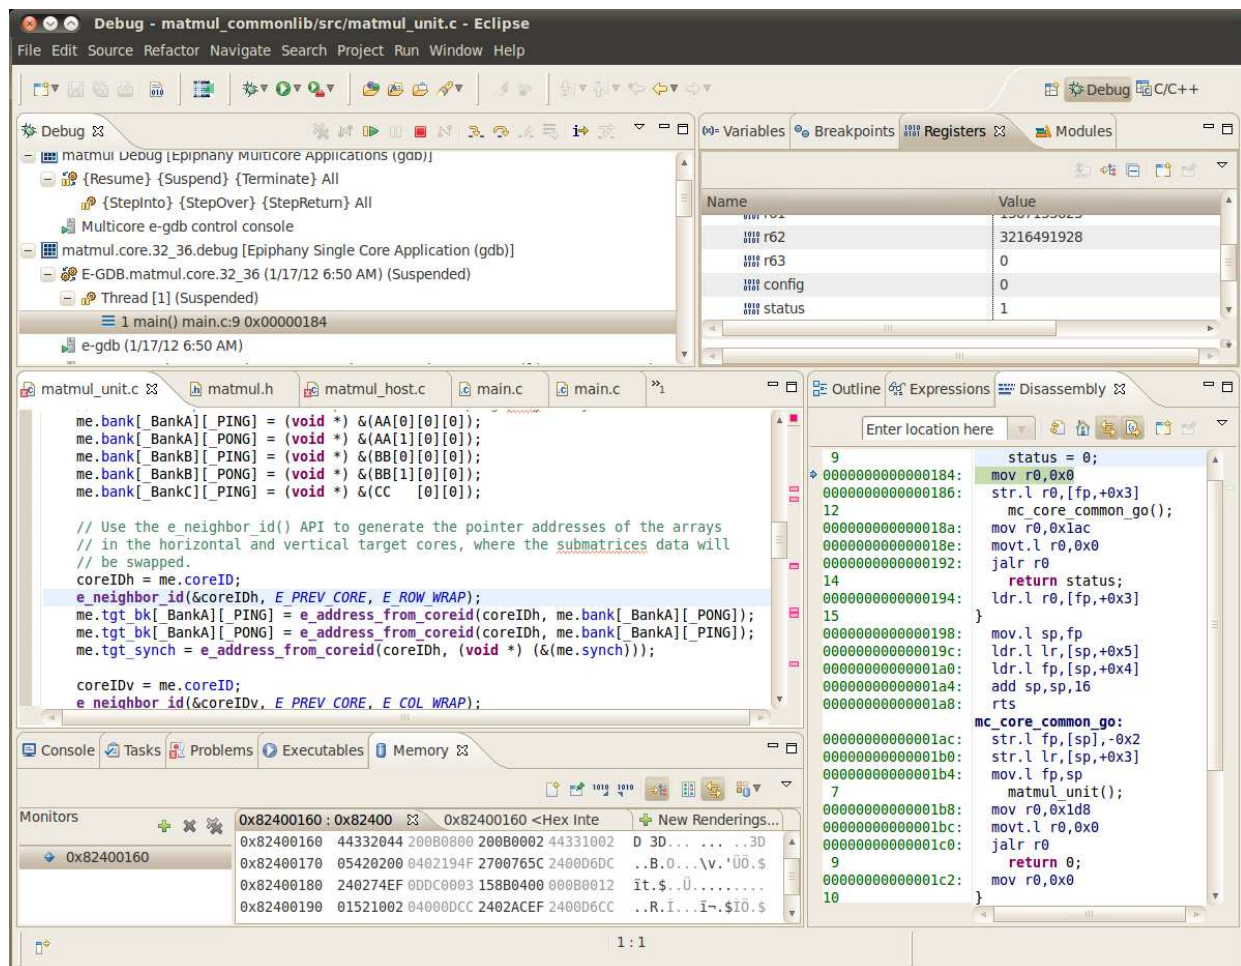 Debug - matmul_commonlib/src/matmul_unit.c - Eclipse
File Edit Source Refactor Navigate Search Project Run Window Help
Debug C/C++
Debug
matmul Debug [Epiphany Multicore Applications (gdb)]
{Resume} {Suspend} {Terminate} All
{StepInto} {StepOver} {StepReturn} All
Multicore e-gdb control console
matmul.core.32_36.debug [Epiphany Single Core Application (gdb)]
E-GDB.matmul.core.32_36 (1/17/12 6:50 AM) (Suspended)
Thread [1] (Suspended)
1 main() main.c:9 0x00000184
e-gdb (1/17/12 6:50 AM)
Variables Breakpoints Registers Modules
Name Value
r62 3216491928
r63 0
config 0
status 1
matmul_unit.c matmul.h matmul_host.c main.c main.c »1
me.bank[_BankA][_PING] = (void *) &(AA[0][0][0]);
me.bank[_BankA][_PONG] = (void *) &(AA[1][0][0]);
me.bank[_BankB][_PING] = (void *) &(BB[0][0][0]);
me.bank[_BankB][_PONG] = (void *) &(BB[1][0][0]);
me.bank[_BankC][_PING] = (void *) &(CC [0][0]);
// Use the e_neighbor_id() API to generate the pointer addresses of the arrays
// in the horizontal and vertical target cores, where the submatrices data will
// be swapped.
coreIDh = me.coreID;
e_neighbor_id(&coreIDh, E_PREV_CORE, E_ROW_WRAP);
me.tgt_bk[_BankA][_PING] = e_address_from_coreid(coreIDh, me.bank[_BankA][_PONG]);
me.tgt_bk[_BankA][_PONG] = e_address_from_coreid(coreIDh, me.bank[_BankA][_PING]);
me.tgt_synch = e_address_from_coreid(coreIDh, (void *) (&(me.synch)));
coreIDv = me.coreID;
e_neighbor_id(&coreIDv, E_PREV_CORE, E_COL_WRAP);
Outline Expressions Disassembly
Enter location here
9 status = 0;
0000000000000184: mov r0,0x0
0000000000000186: str.l r0,[fp,+0x3]
12 mc_core_common_go();
000000000000018a: mov r0,0x1ac
000000000000018e: movt.l r0,0x0
0000000000000192: jalr r0
14 return status;
0000000000000194: ldr.l r0,[fp,+0x3]
15 }
0000000000000198: mov.l sp,fp
000000000000019c: ldr.l lr,[sp,+0x5]
00000000000001a0: ldr.l fp,[sp,+0x4]
00000000000001a4: add sp,sp,16
00000000000001a8: rts
mc_core_common_go:
00000000000001ac: str.l fp,[sp],-0x2
00000000000001b0: str.l lr,[sp,+0x3]
00000000000001b4: mov.l fp,sp
7 matmul_unit();
00000000000001b8: mov r0,0x1d8
00000000000001bc: movt.l r0,0x0
00000000000001c0: jalr r0
9 return 0;
00000000000001c2: mov r0,0x0
10 }
Console Tasks Problems Executables Memory
Monitors
0x82400160
0x82400160 : 0x82400 0x82400160 <Hex Inte New Renderings...
0x82400160 44332044 200B0800 200B0002 44331002 D 3D... ... ...3D
0x82400170 05420200 0402194F 2700765C 2400D6DC ..B.O...\v.'ÜÖ.$
0x82400180 240274EF 0DDC0003 158B0400 000B0012 ït.$..Ü.........
0x82400190 01521002 04000DCC 2402ACEF 2400D6CC ..R.Ì...ï¬.$ÌÖ.$
1 : 1